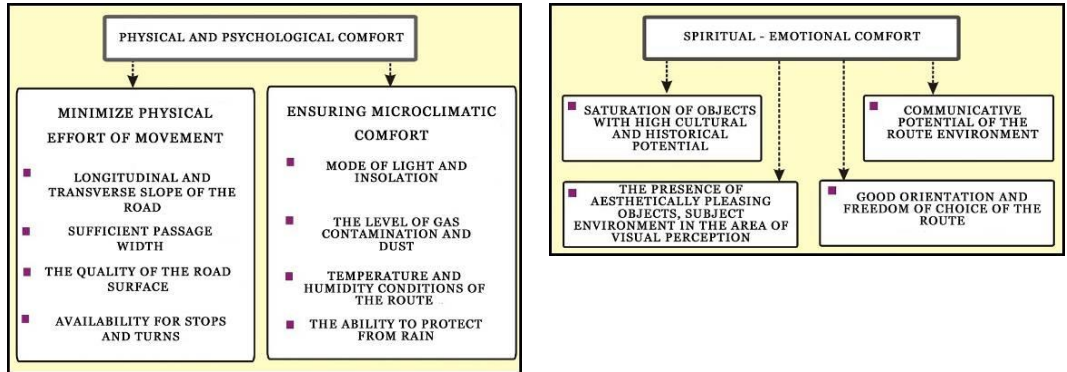 PHYSICAL AND PSYCHOLOGICAL COMFORT
MINIMIZE PHYSICAL
EFFORT OF MOVEMENT
LONGITUDINAL AND
TRANSVERSE SLOPE OF THE
ROAD
SUFFICIENT PASSAGE
WIDTH
THE QUALITY OF THE ROAD
SURFACE
AVAILABILITY FOR STOPS
AND TURNS
ENSURING MICROCLIMATIC
COMFORT
MODE OF LIGHT AND
INSOLATION
THE LEVEL OF GAS
CONTAMINATION AND
DUST
TEMPERATURE AND
HUMIDITY CONDITIONS OF
THE ROUTE
THE ABILITY TO PROTECT
FROM RAIN
SPIRITUAL - EMOTIONAL COMFORT
SATURATION OF OBJECTS
WITH HIGH CULTURAL
AND HISTORICAL
POTENTIAL
COMMUNICATIVE
POTENTIAL OF THE
ROUTE ENVIRONMENT
THE PRESENCE OF
AESTHETICALLY PLEASING
OBJECTS, SUBJECT
ENVIRONMENT IN THE AREA OF
VISUAL PERCEPTION
GOOD ORIENTATION AND
FREEDOM OF CHOICE OF THE
ROUTE